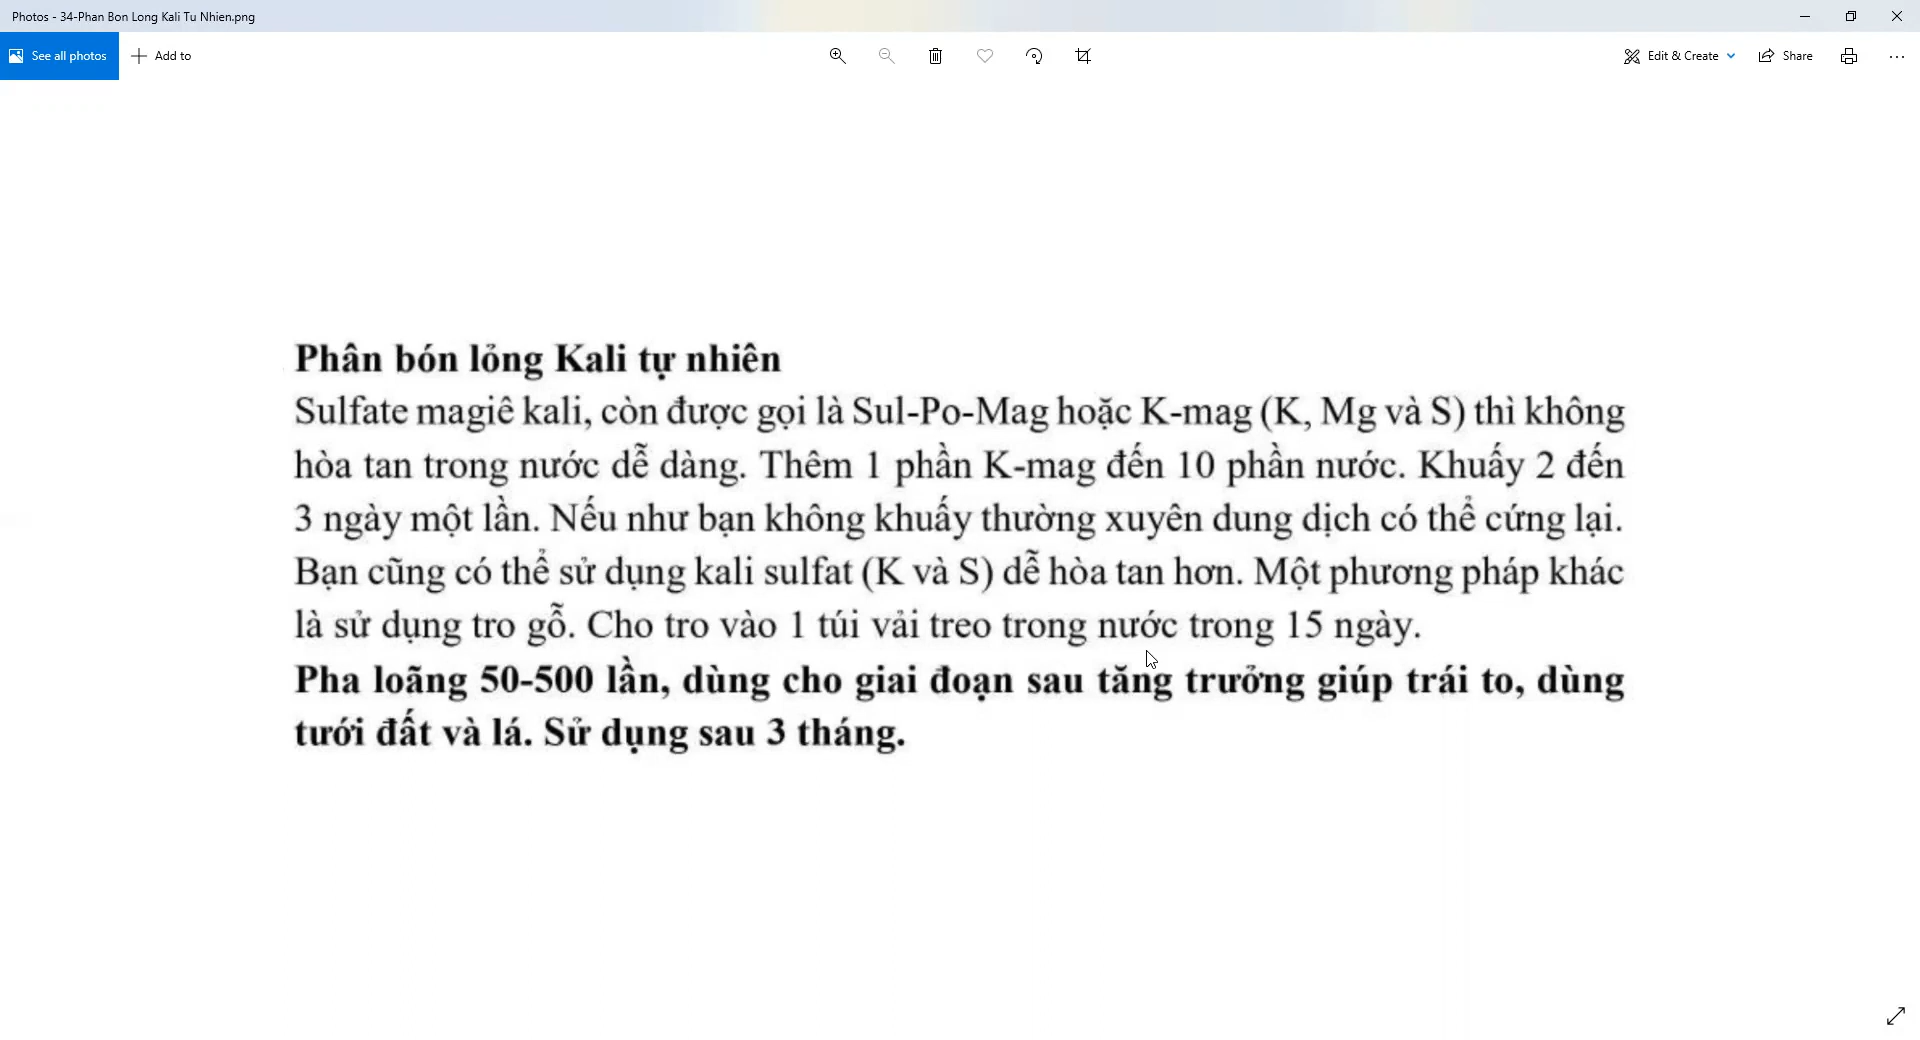 Photos - 34-Phan Bon Long Kali Tu Nhien.png
See all photos
Add to
Edit & Create
Share
Phân bón lỏng Kali tự nhiên
Sulfate magiê kali, còn được gọi là Sul-Po-Mag hoặc K-mag (K, Mg và S) thì không
hòa tan trong nước dễ dàng. Thêm 1 phần K-mag đến 10 phần nước. Khuấy 2 đến
3 ngày một lần. Nếu như bạn không khuấy thường xuyên dung dịch có thể cứng lại.
Bạn cũng có thể sử dụng kali sulfat (K và S) dễ hòa tan hơn. Một phương pháp khác
là sử dụng tro gỗ. Cho tro vào 1 túi vải treo trong nước trong 15 ngày.
Pha loãng 50-500 lần, dùng cho giai đoạn sau tăng trưởng giúp trái to, dùng
tưới đất và lá. Sử dụng sau 3 tháng.